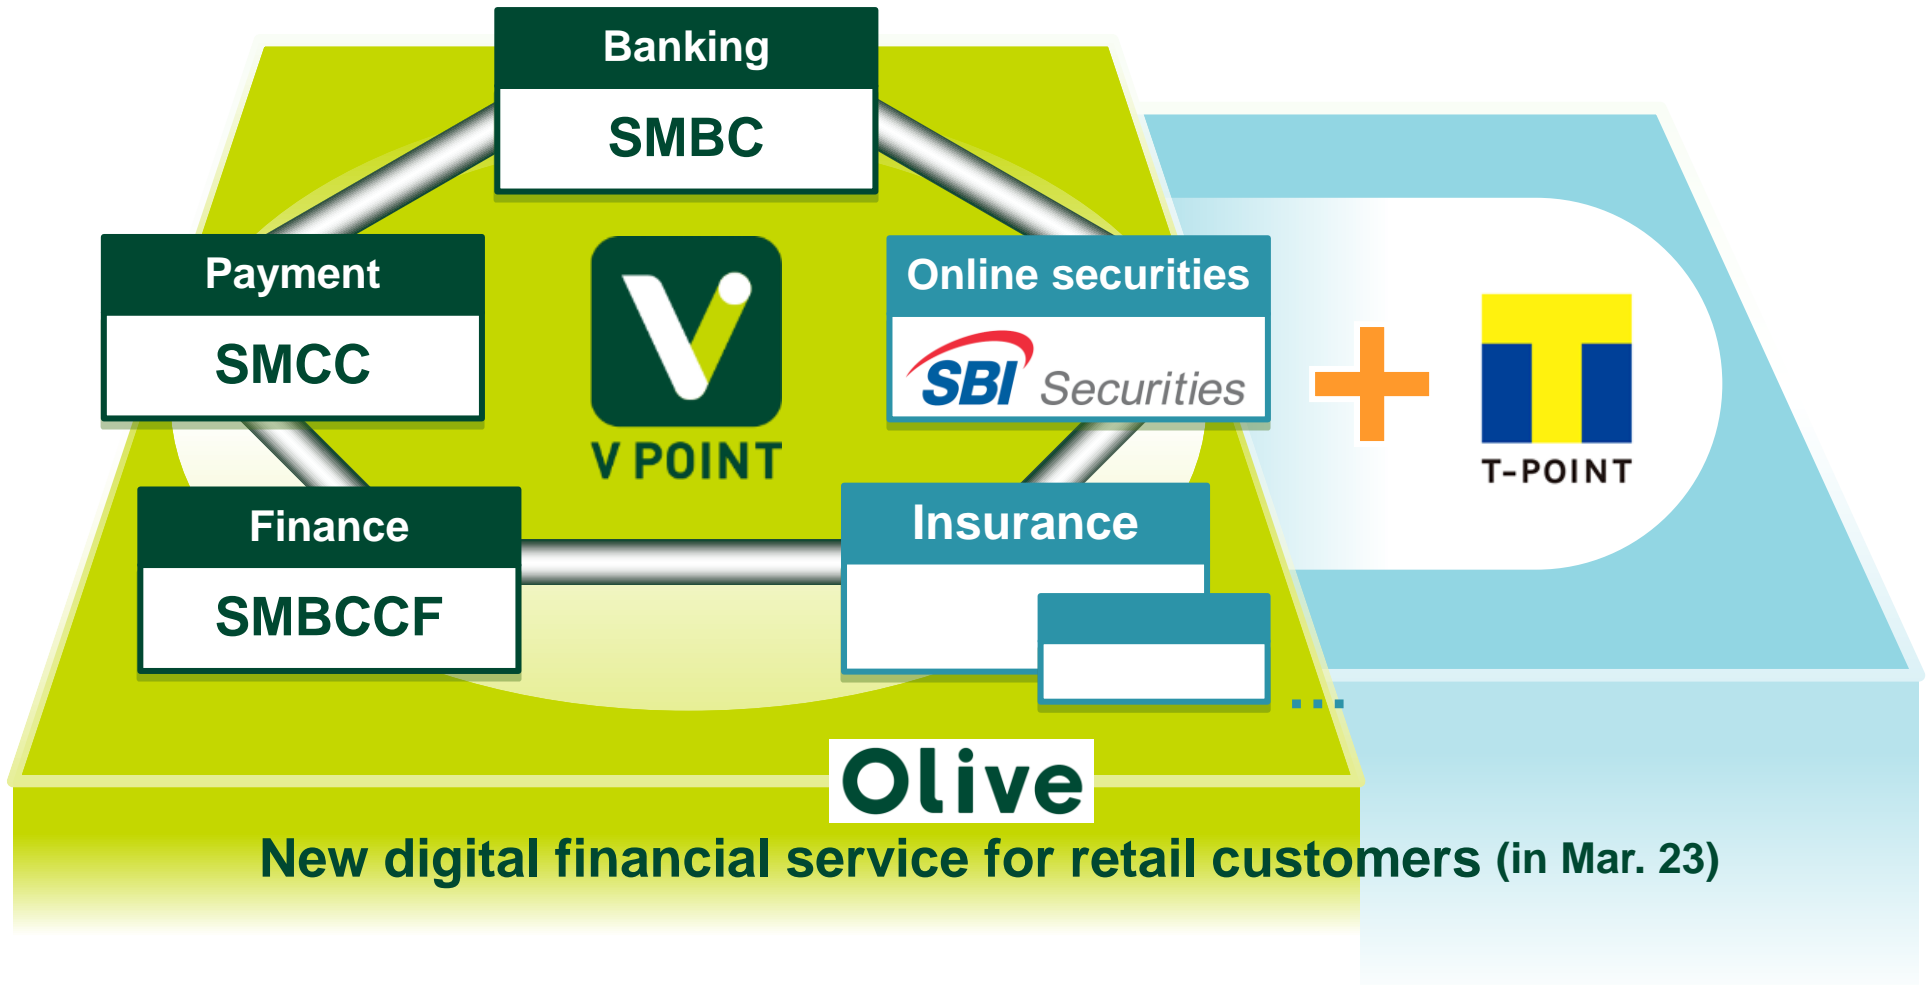 Banking
SMBC
Payment
SMCC
V POINT
Online securities
SBI Securities
T-POINT
Finance
SMBCCF
Insurance
...
Olive
New digital financial service for retail customers (in Mar. 23)